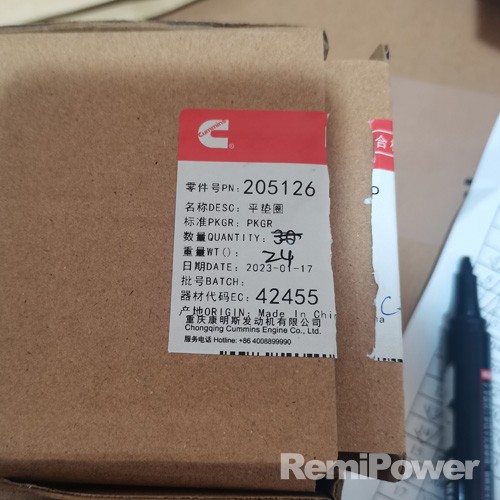 Cummins
零件号PN: 205126
名称DESC: 平垫圈
标准PKGR: PKGR
数量QUANTITY: 30
24
重量WT():
日期DATE: 2023-01-17
批号BATCH:
器材代码EC: 42455
产地ORIGIN: Made In Chi
重庆康明斯发动机有限公司
Chongqing Cummins Engine Co., Ltd.
服务电话 Hotline: +86 4008899990
合
P
C-
na
RemiPower